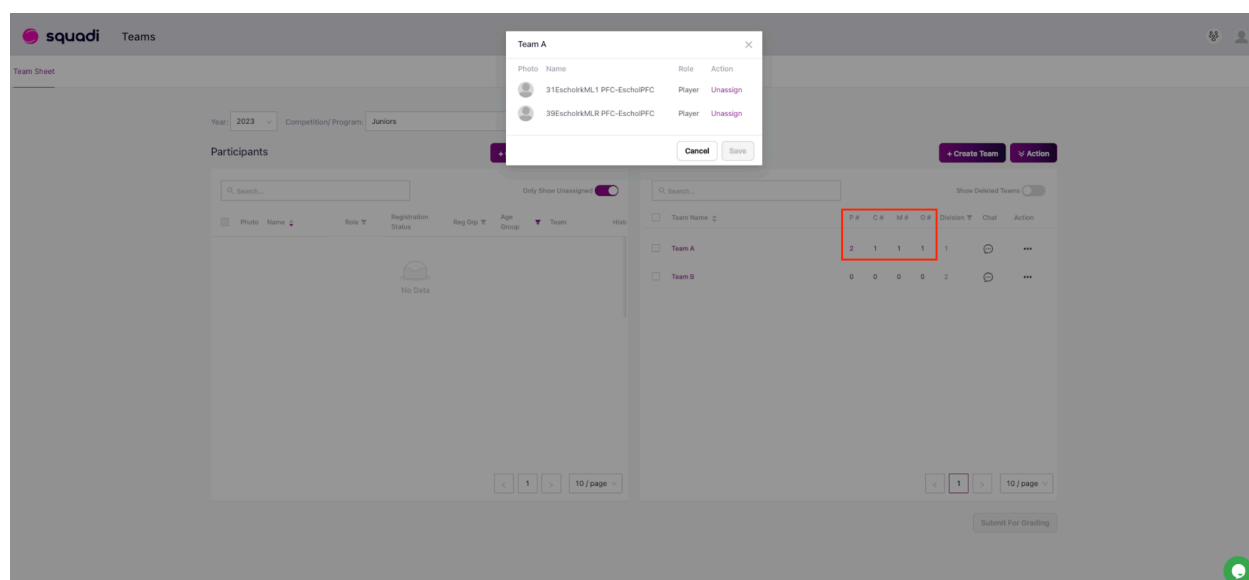 squadi Teams
Team A
Photo Name Role Action
31EscholrkML1 PFC-EscholPFC Player Unassign
39EscholrkMLR PFC-EscholPFC Player Unassign
Cancel Save
Team Sheet
Year: 2023 Competition/ Program: Juniors
Participants
+ Create Team Action
Search... Only Show Unassigned
Photo Name Role Registration Status Reg Grp Age Group Team Histo
No Data
1 10 / page
Search... Show Deleted Teams
Team Name P # C # M # O # Division Chat Action
Team A 2 1 1 1 1
Team B 0 0 0 0 2
1 10 / page
Submit For Grading